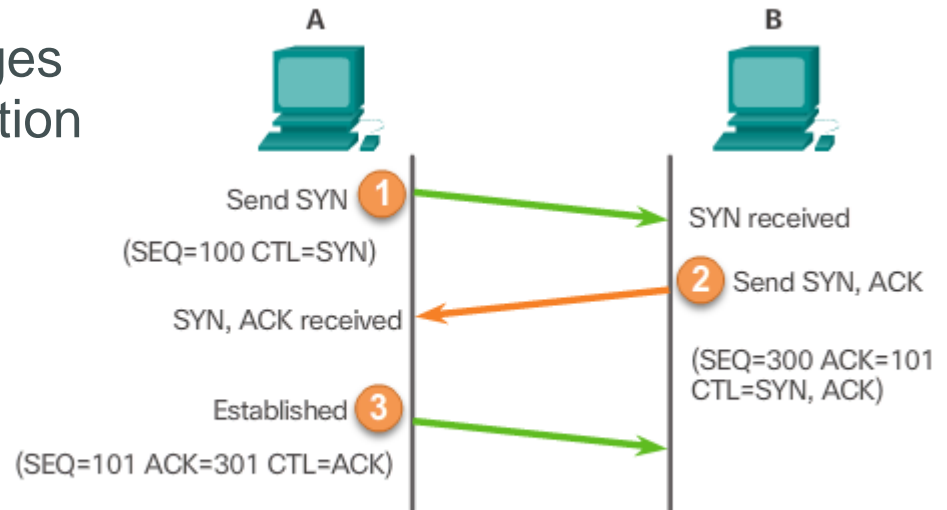 A
B
ges
tion
Send SYN 1
(SEQ=100 CTL=SYN)
SYN received
2 Send SYN, ACK
SYN, ACK received
(SEQ=300 ACK=101
CTL=SYN, ACK)
Established 3
(SEQ=101 ACK=301 CTL=ACK)